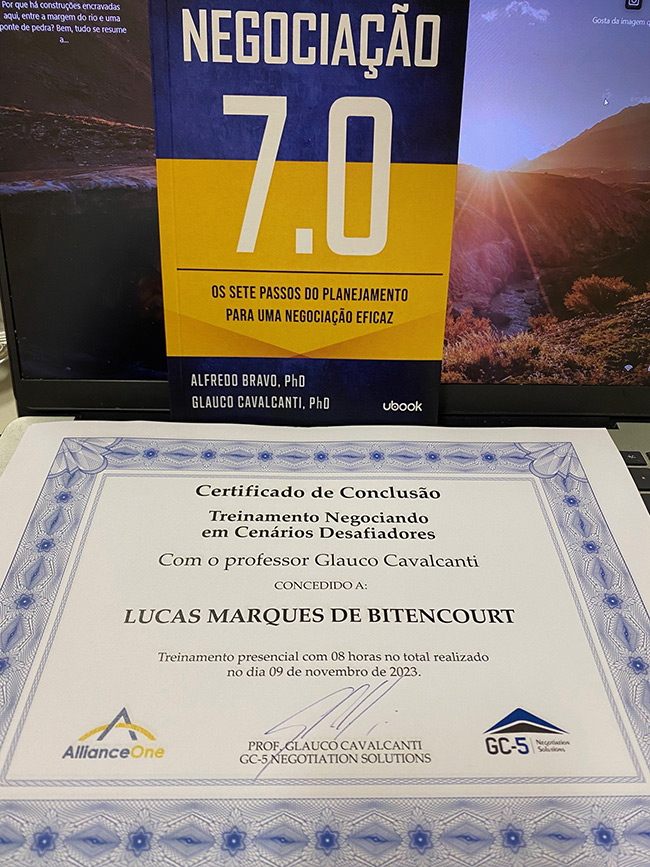 Por que há construções encravadas
aqui, entre a margem do rio e uma
ponte de pedra? Bem, tudo se resume
a...
Gosta da imagem q
NEGOCIAÇÃO
7.0
OS SETE PASSOS DO PLANEJAMENTO
PARA UMA NEGOCIAÇÃO EFICAZ
ALFREDO BRAVO, PhD
GLAUCO CAVALCANTI, PhD
ubook
Certificado de Conclusão
Treinamento Negociando
em Cenários Desafiadores
Com o professor Glauco Cavalcanti
CONCEDIDO A:
LUCAS MARQUES DE BITENCOURT
Treinamento presencial com 08 horas no total realizado
no dia 09 de novembro de 2023.
AllianceOne
PROF. GLAUCO CAVALCANTI
GC-5 NEGOTIATION SOLUTIONS
GC-5 Negotiation
Solutions